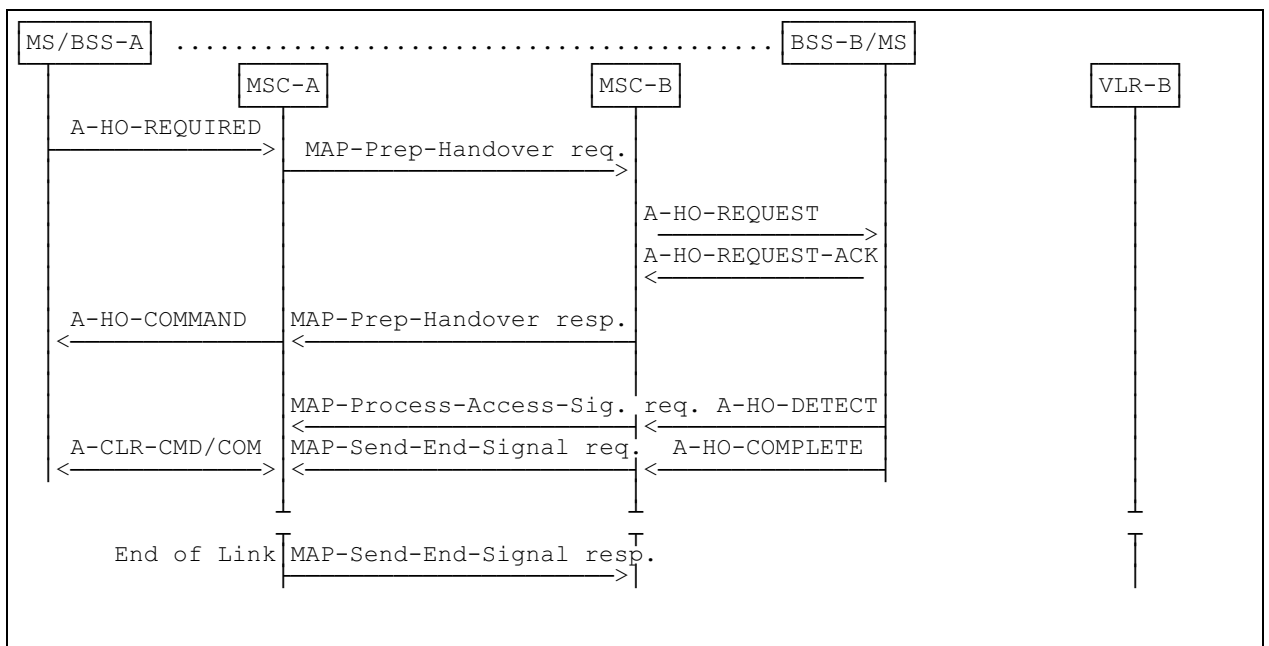 MS/BSS-A ......................................... BSS-B/MS
MSC-A MSC-B VLR-B
A-HO-REQUIRED
MAP-Prep-Handover req.
A-HO-REQUEST
A-HO-REQUEST-ACK
A-HO-COMMAND MAP-Prep-Handover resp.
MAP-Process-Access-Sig. req. A-HO-DETECT
A-CLR-CMD/COM MAP-Send-End-Signal req. A-HO-COMPLETE
End of Link MAP-Send-End-Signal resp.